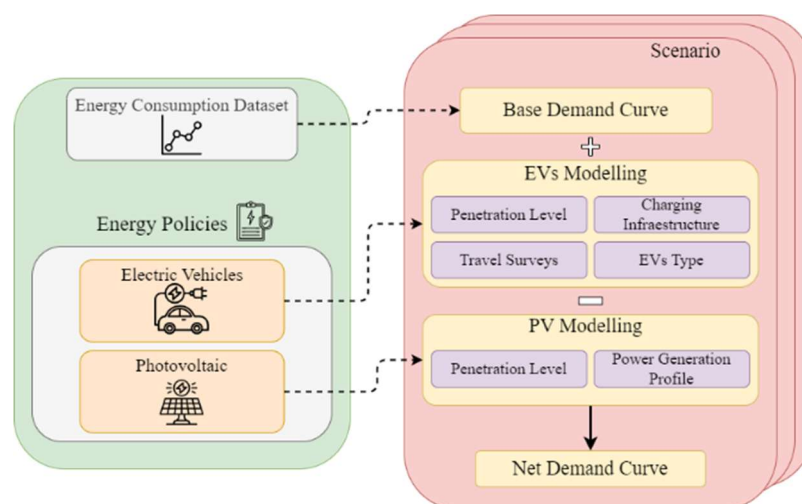 Energy Consumption Dataset
Energy Policies
Electric Vehicles
Photovoltaic
Scenario
Base Demand Curve
EVs Modelling
Penetration Level
Charging
Infraestructure
Travel Surveys
EVs Type
PV Modelling
Penetration Level
Power Generation
Profile
Net Demand Curve